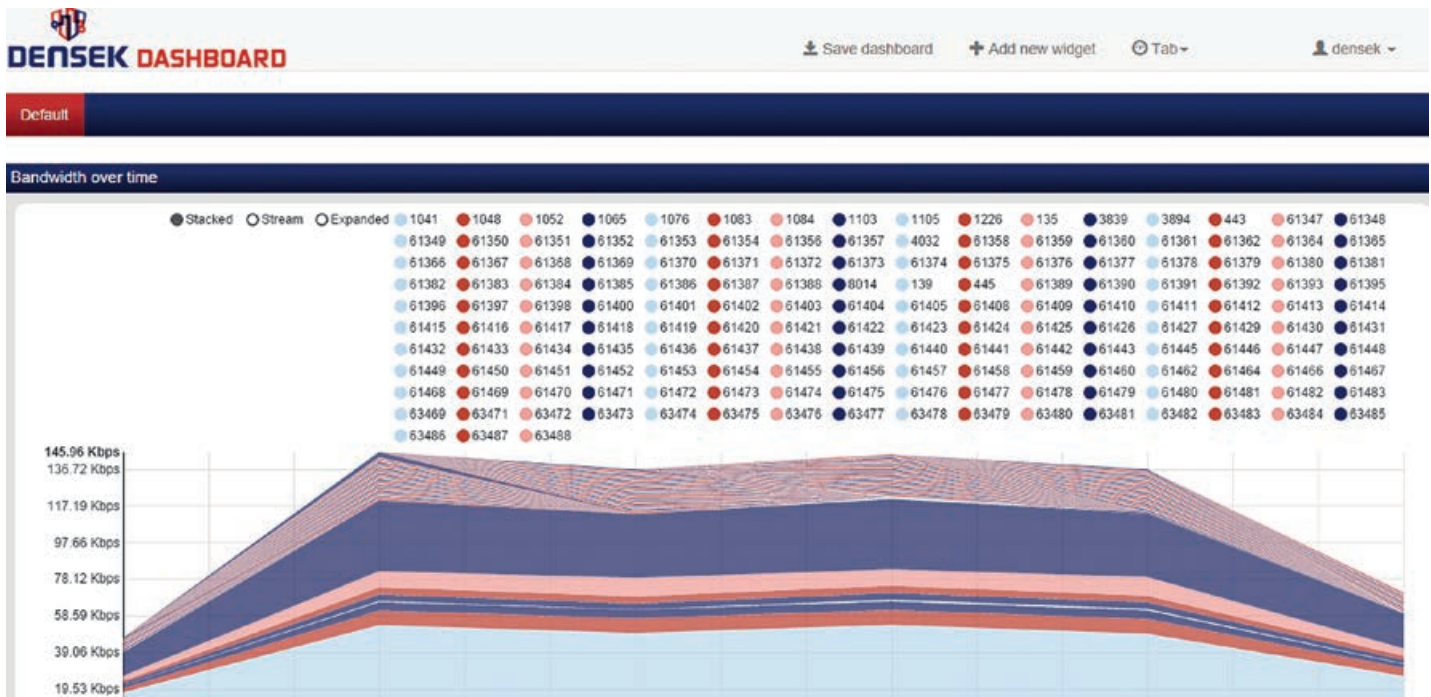 DENSEK DASHBOARD
Save dashboard Add new widget Tab densek
Default
Bandwidth over time
Stacked Stream Expanded 1041 1048 1052 1065 1076 1083 1084 1103 1105 1226 135 3839 3894 443 61347 61348
61349 61350 61351 61352 61353 61354 61356 61357 4032 61358 61359 61360 61361 61362 61364 61365
61366 61367 61368 61369 61370 61371 61372 61373 61374 61375 61376 61377 61378 61379 61380 61381
61382 61383 61384 61385 61386 61387 61388 8014 139 445 61389 61390 61391 61392 61393 61395
61396 61397 61398 61400 61401 61402 61403 61404 61405 61408 61409 61410 61411 61412 61413 61414
61415 61416 61417 61418 61419 61420 61421 61422 61423 61424 61425 61426 61427 61429 61430 61431
61432 61433 61434 61435 61436 61437 61438 61439 61440 61441 61442 61443 61445 61446 61447 61448
61449 61450 61451 61452 61453 61454 61455 61456 61457 61458 61459 61460 61462 61464 61466 61467
61468 61469 61470 61471 61472 61473 61474 61475 61476 61477 61478 61479 61480 61481 61482 61483
63469 63471 63472 63473 63474 63475 63476 63477 63478 63479 63480 63481 63482 63483 63484 63485
63486 63487 63488
145.96 Kbps
136.72 Kbps
117.19 Kbps
97.66 Kbps
78.12 Kbps
58.59 Kbps
39.06 Kbps
19.53 Kbps